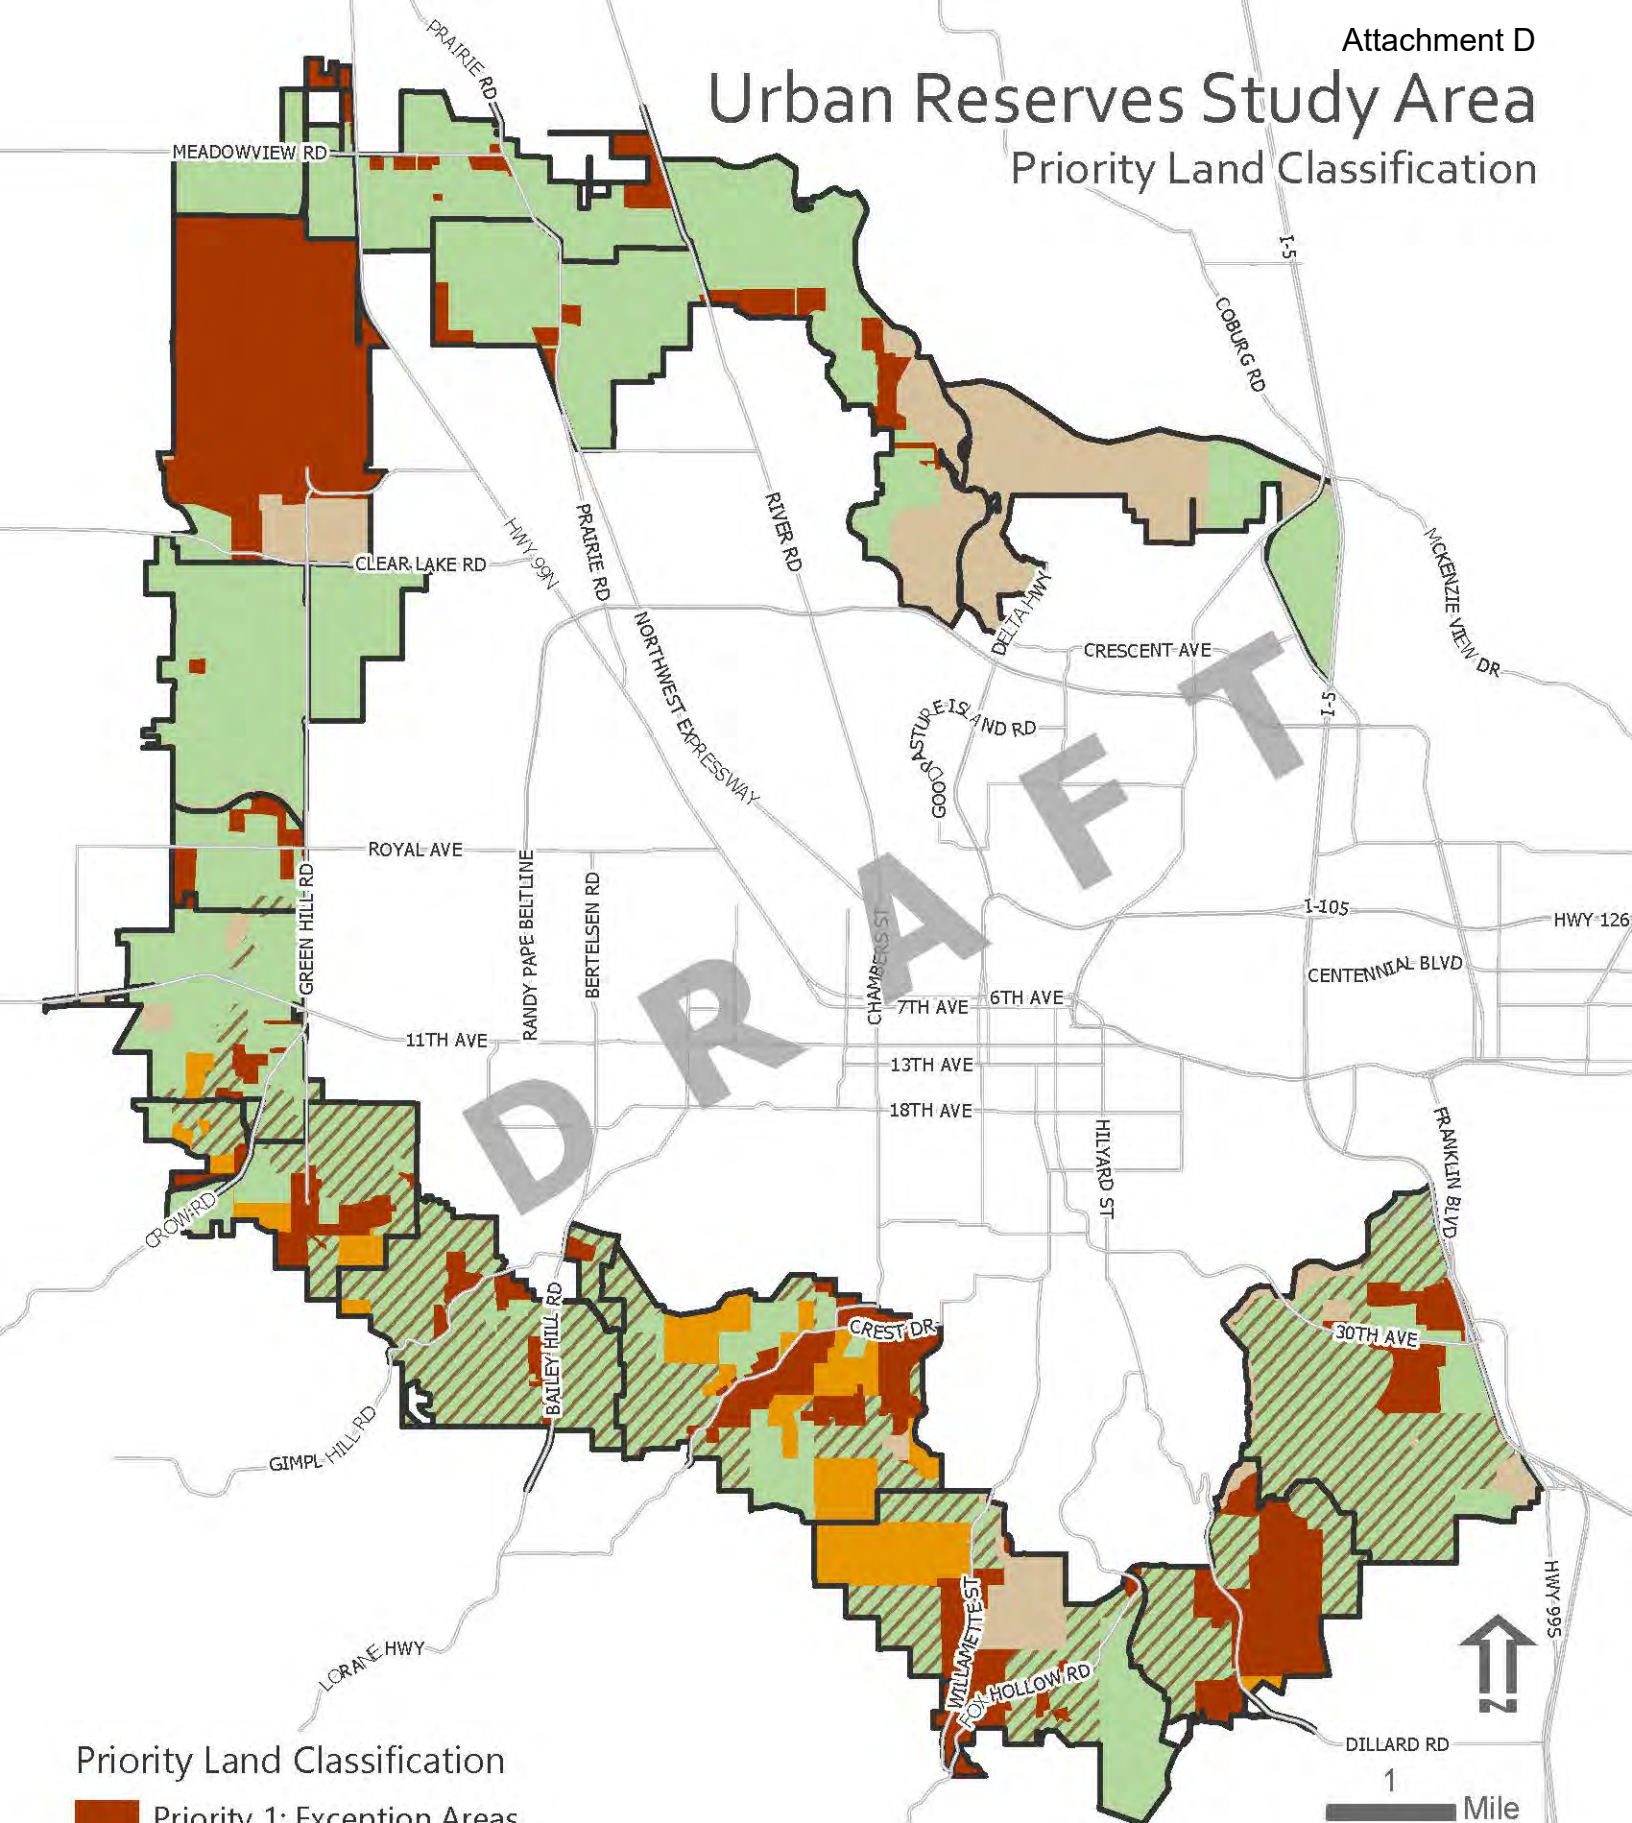 Attachment D
Urban Reserves Study Area
Priority Land Classification
PRAIRIE RD
MEADOWVIEW RD
I-5
COBURG RD
RIVER RD
PRAIRIE RD
HWY 99N
MCKENZIE VIEW DR
CLEAR LAKE RD
DELTA HWY
NORTHWEST EXPRESSWAY
CRESCENT AVE
I-5
GOODPASTURE ISLAND RD
ROYAL AVE
GREEN HILL RD
RANDY PAPE BELTLINE
BERTELSEN RD
CHAMBERS ST
I-105
HWY 126
CENTENNIAL BLVD
7TH AVE
6TH AVE
11TH AVE
13TH AVE
18TH AVE
DRAFT
HILYARD ST
FRANKLIN BLVD
CROW RD
BAILEY HILL RD
CREST DR
30TH AVE
GIMPL HILL RD
LORANE HWY
WILLAMETTE ST
FOX HOLLOW RD
HWY 99S
N
DILLARD RD
1
Mile
Priority Land Classification
Priority 1: Exception Areas